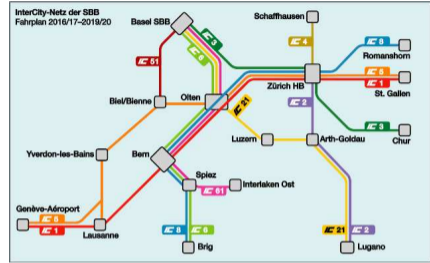 InterCity-Netz der SBB
Fahrplan 2016/17–2019/20
Basel SBB
Schaffhausen
IC 3
IC 4
IC 8
Romanshorn
IC 6
IC 51
IC 5
St. Gallen
IC 1
Zürich HB
Biel/Bienne
Olten
IC 21
IC 2
IC 3
Chur
Luzern
Arth-Goldau
Yverdon-les-Bains
Bern
Spiez
IC 61
Interlaken Ost
Genève-Aéroport
IC 5
IC 1
Lausanne
IC 8
IC 6
Brig
IC 21
IC 2
Lugano